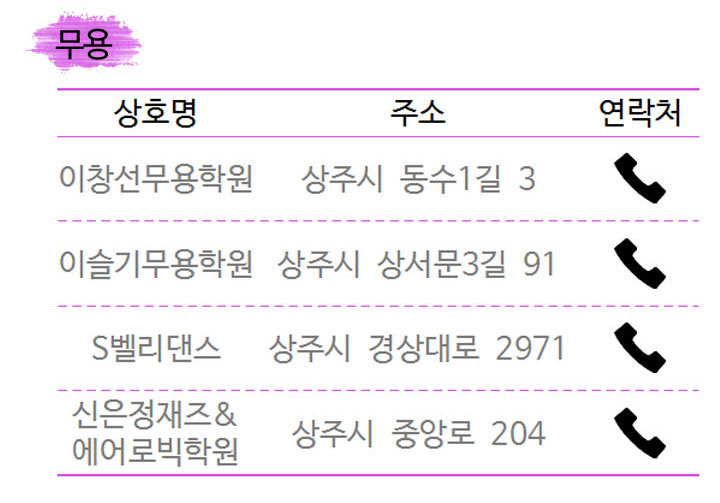 무용
상호명 주소 연락처
이창선무용학원 상주시 동수1길 3
이슬기무용학원 상주시 상서문3길 91
S벨리댄스 상주시 경상대로 2971
신은정재즈&
에어로빅학원 상주시 중앙로 204